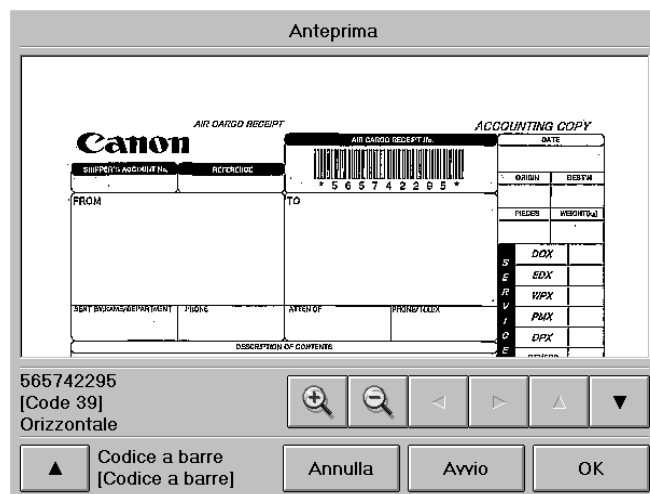 Anteprima
AIR CARGO RECEIPT
ACCOUNTING COPY
Canon
AIR CARGO RECEIPT No.
DATE
SHIPPER'S ACCOUNT No.
REFERENCE
* 5 6 5 7 4 2 2 9 5 *
ORIGIN DESTN
FROM
TO
PIECES WEIGHT(kg)
SERVICE
DOX
EDX
WPX
PMX
DPX
SENT BY/NAME/DEPARTMENT PHONE ATTEN OF PHONE/TELEX
DESCRIPTION OF CONTENTS
565742295
[Code 39]
Orizzontale
Codice a barre
[Codice a barre]
Annulla
Avvio
OK